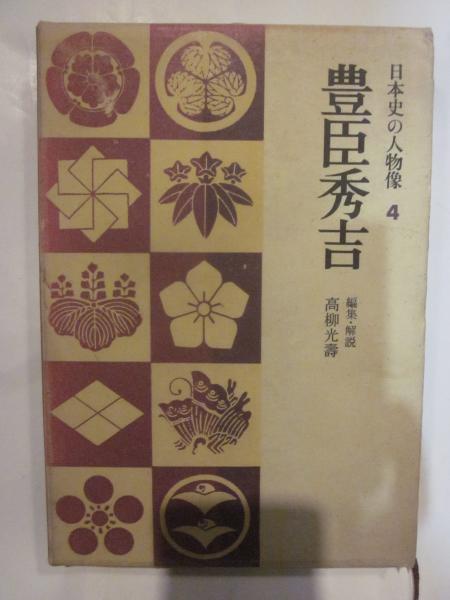 日本史の人物像 4
豊臣秀吉
編集・解説
高柳光壽